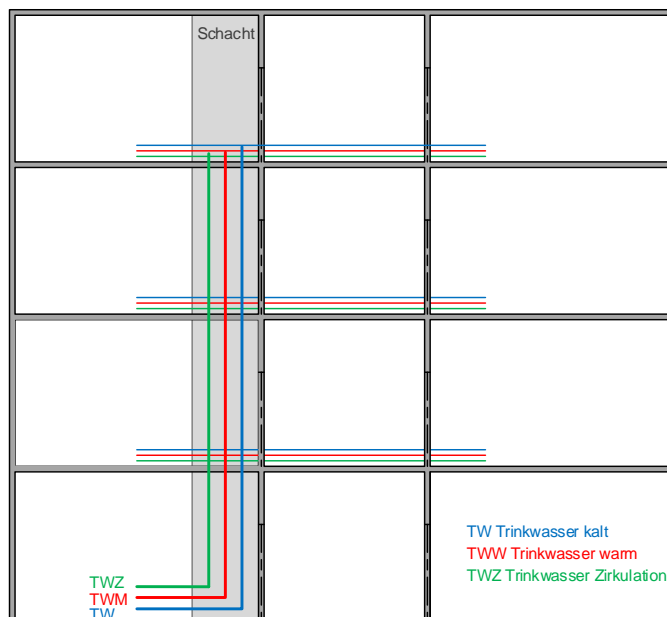 Schacht
TW Trinkwasser kalt
TWW Trinkwasser warm
TWZ Trinkwasser Zirkulation
TWZ
TWM
TW